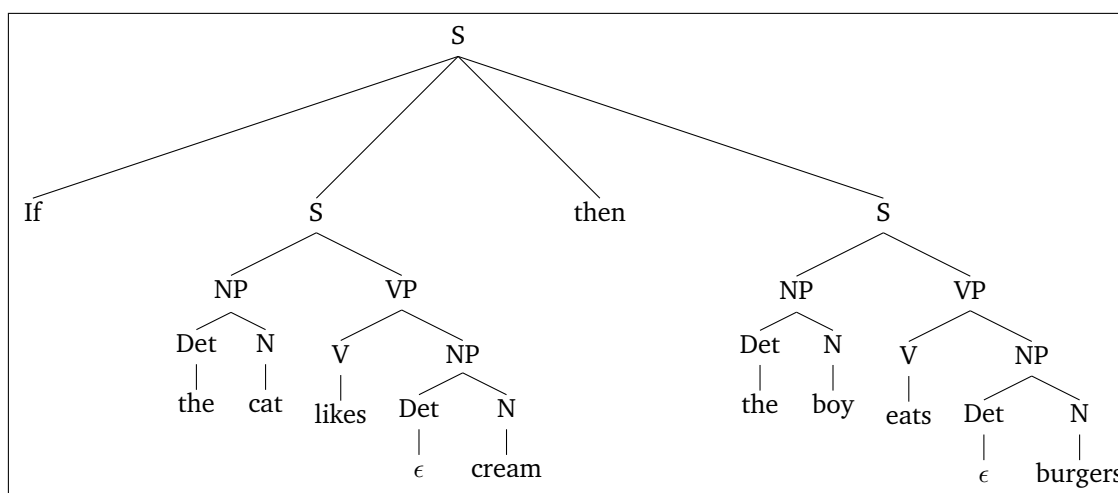 S
If S then S
NP VP NP VP
Det N V NP Det N V NP
the cat likes Det N the boy eats Det N
ϵ cream ϵ burgers